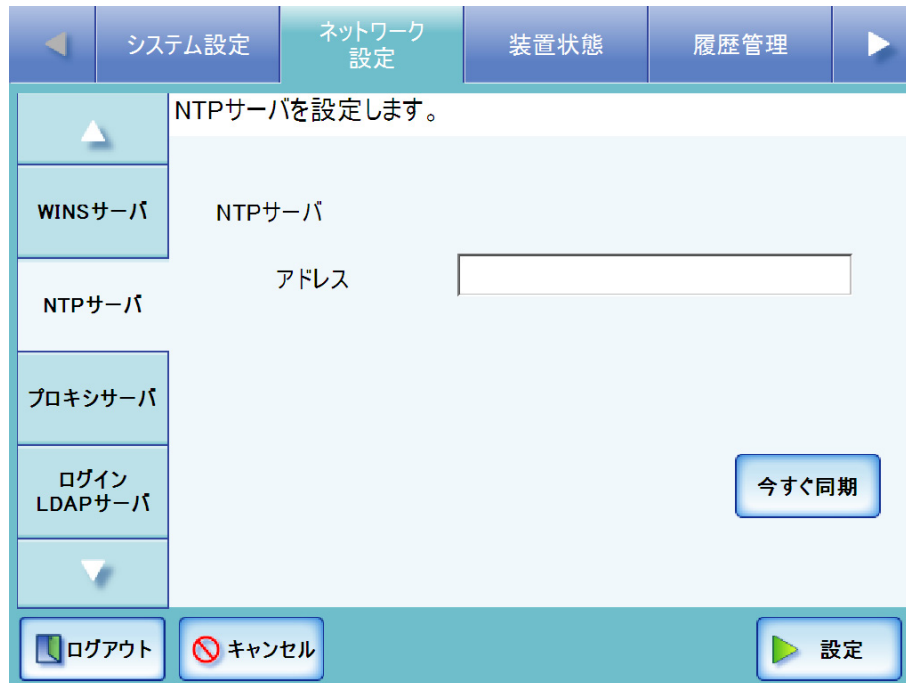 システム設定
ネットワーク
設定
装置状態
履歴管理
NTPサーバを設定します。
WINSサーバ
NTPサーバ
プロキシサーバ
ログイン
LDAPサーバ
NTPサーバ
アドレス
今すぐ同期
ログアウト
キャンセル
設定